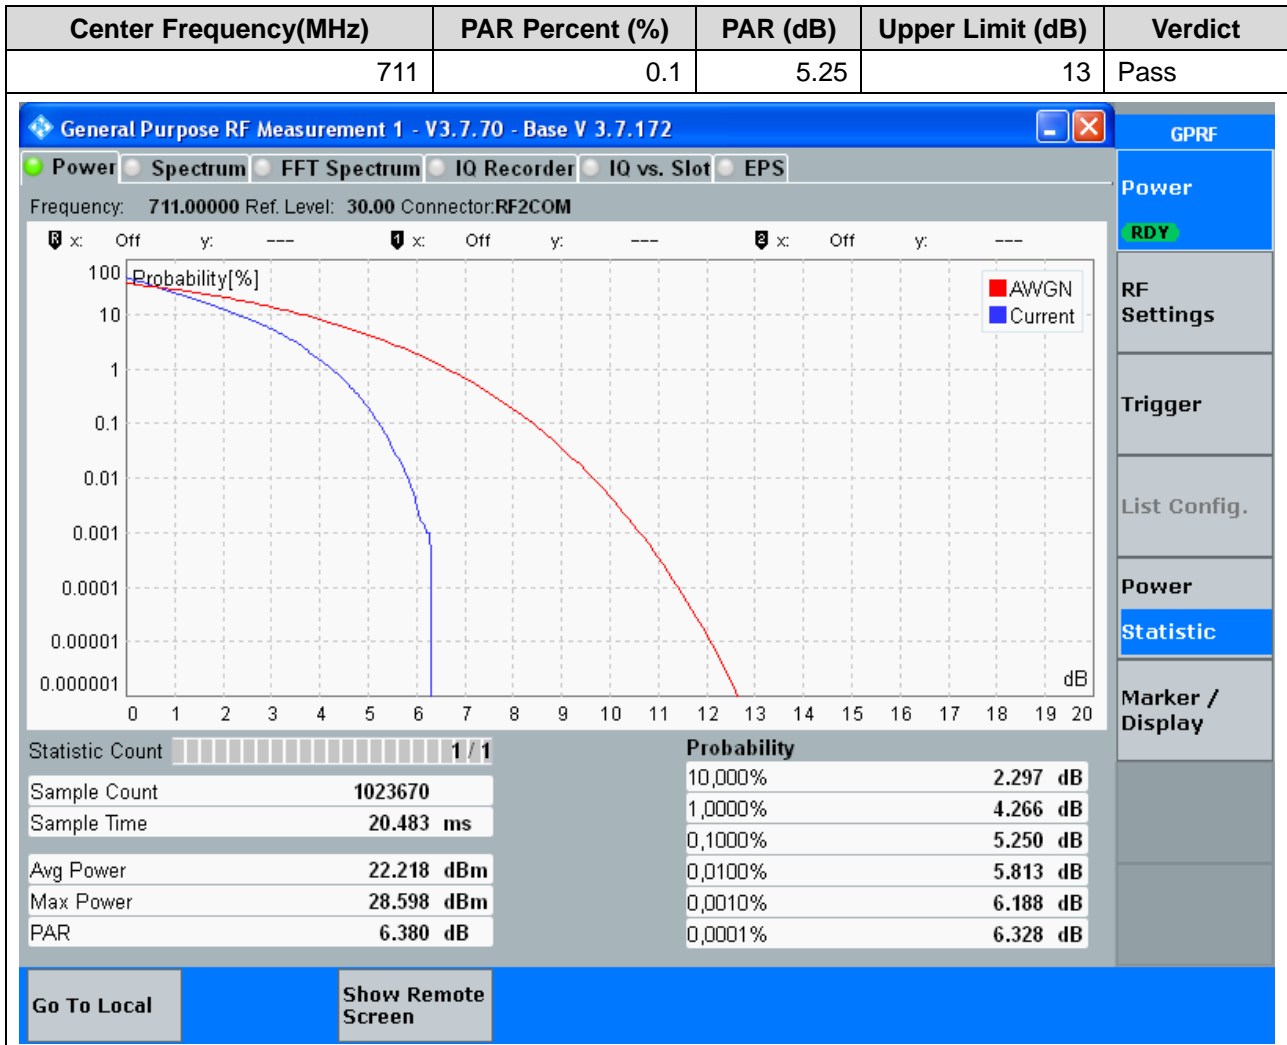 Center Frequency(MHz) PAR Percent (%) PAR (dB) Upper Limit (dB) Verdict
711 0.1 5.25 13 Pass
General Purpose RF Measurement 1 - V3.7.70 - Base V 3.7.172
GPRF
Power Spectrum FFT Spectrum IQ Recorder IQ vs. Slot EPS
Frequency: 711.00000 Ref. Level: 30.00 Connector:RF2COM
R x: Off y: --- 1 x: Off y: --- 2 x: Off y: ---
Probability[%]
AWGN
Current
100
10
1
0.1
0.01
0.001
0.0001
0.00001
0.000001
dB
0 1 2 3 4 5 6 7 8 9 10 11 12 13 14 15 16 17 18 19 20
Statistic Count 1 / 1
Sample Count 1023670
Sample Time 20.483 ms
Avg Power 22.218 dBm
Max Power 28.598 dBm
PAR 6.380 dB
Probability
10,000% 2.297 dB
1,0000% 4.266 dB
0,1000% 5.250 dB
0,0100% 5.813 dB
0,0010% 6.188 dB
0,0001% 6.328 dB
Power
RDY
RF
Settings
Trigger
List Config.
Power
Statistic
Marker /
Display
Go To Local
Show Remote
Screen